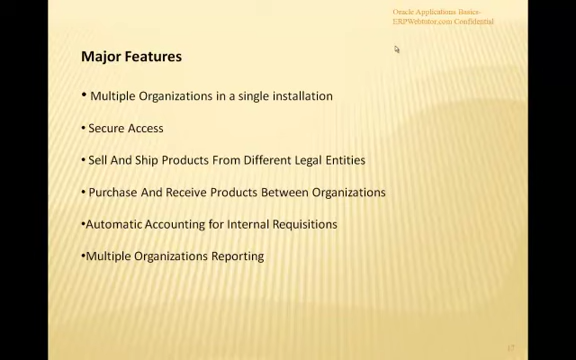 Oracle Applications Basics-
ERPWebtutor.com Confidential
Major Features
• Multiple Organizations in a single installation
• Secure Access
• Sell And Ship Products From Different Legal Entities
• Purchase And Receive Products Between Organizations
•Automatic Accounting for Internal Requisitions
•Multiple Organizations Reporting
17